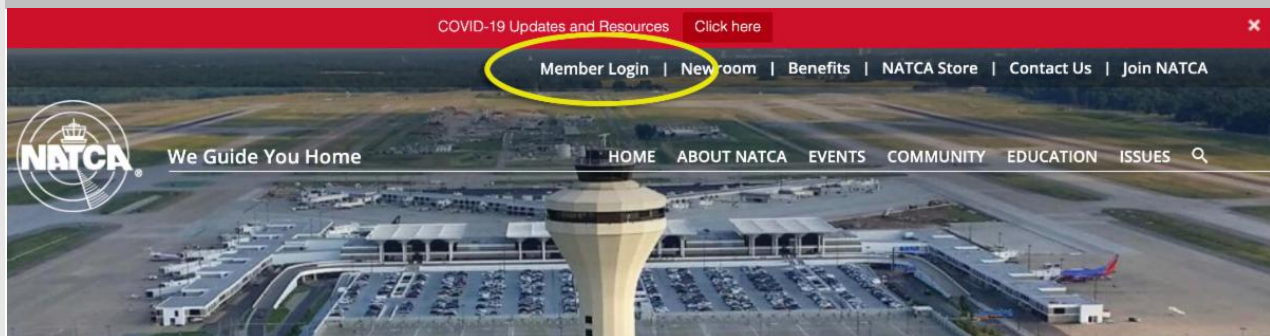 COVID-19 Updates and Resources Click here ×
Member Login | Newroom | Benefits | NATCA Store | Contact Us | Join NATCA
NATCA® We Guide You Home HOME ABOUT NATCA EVENTS COMMUNITY EDUCATION ISSUES